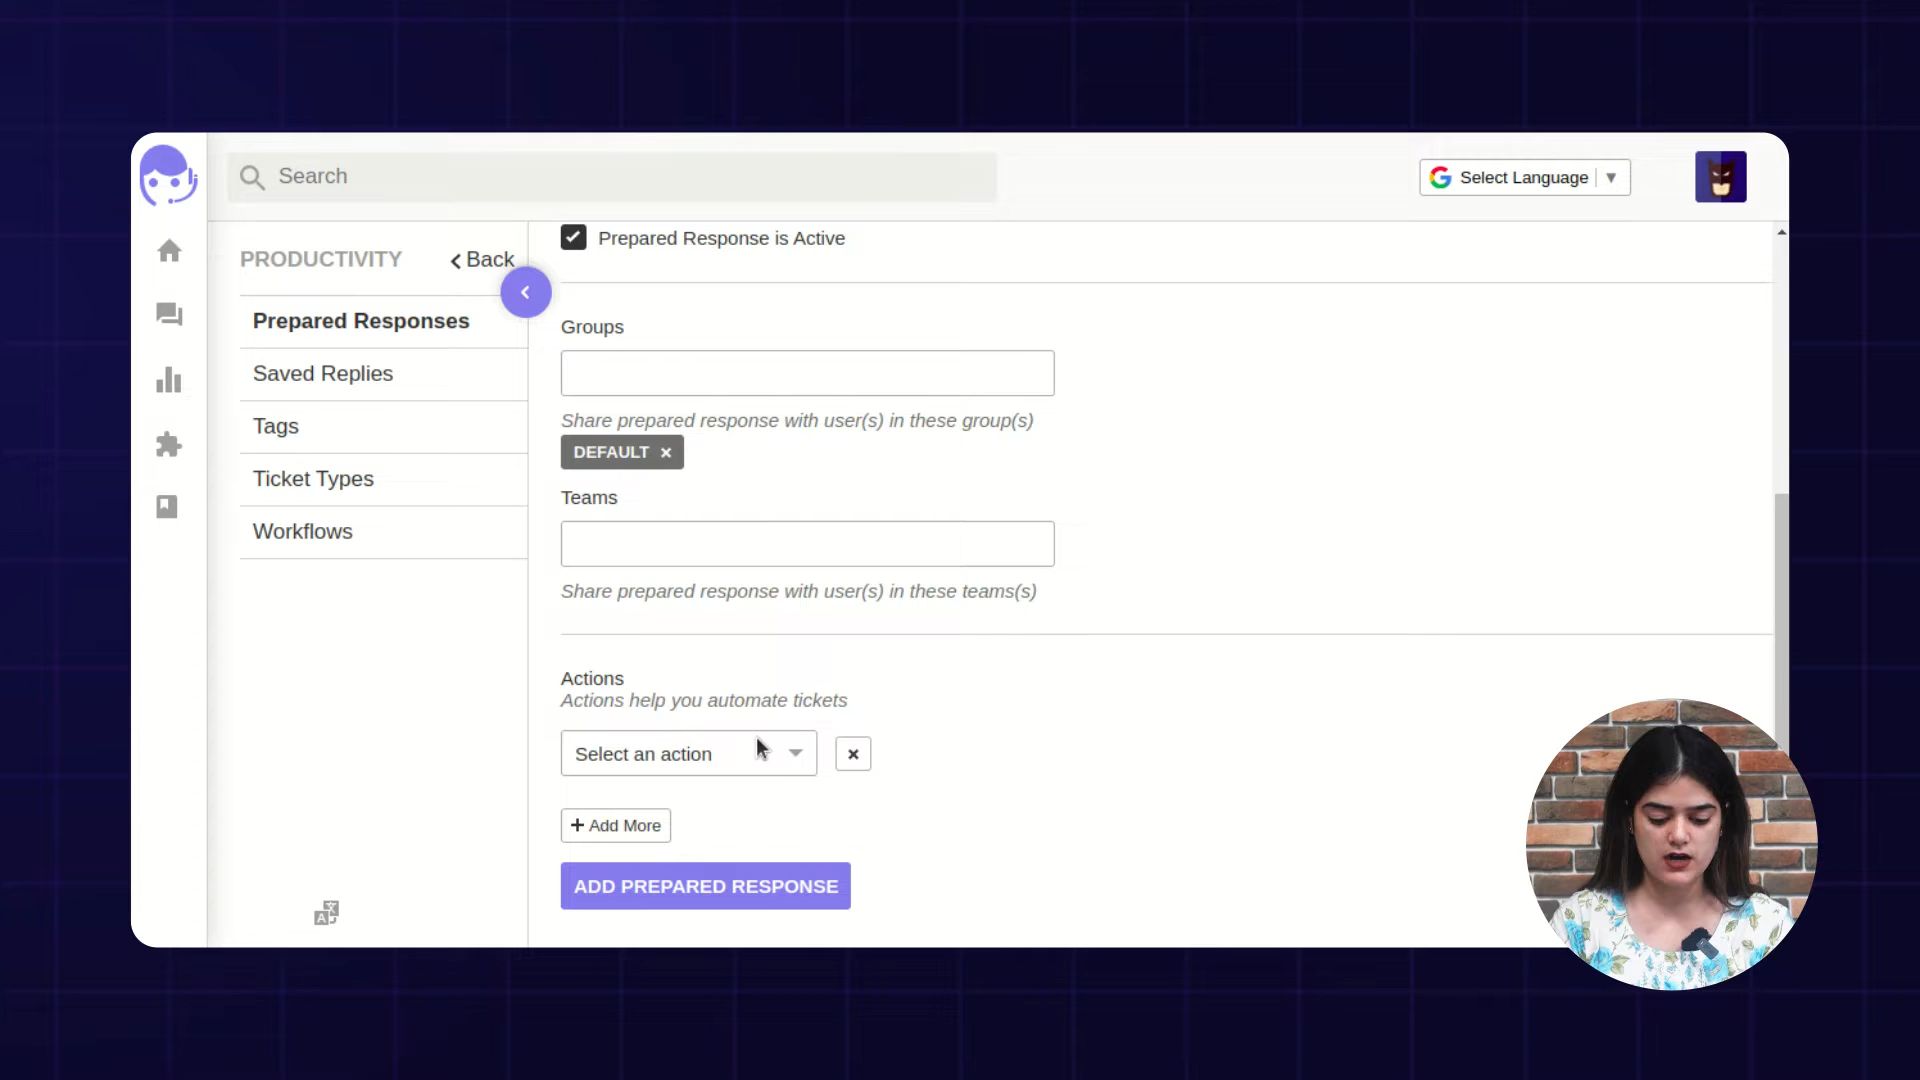 Search
Select Language
PRODUCTIVITY
Back
Prepared Responses
Saved Replies
Tags
Ticket Types
Workflows
Prepared Response is Active
Groups
Share prepared response with user(s) in these group(s)
DEFAULT
Teams
Share prepared response with user(s) in these teams(s)
Actions
Actions help you automate tickets
Select an action
Add More
ADD PREPARED RESPONSE